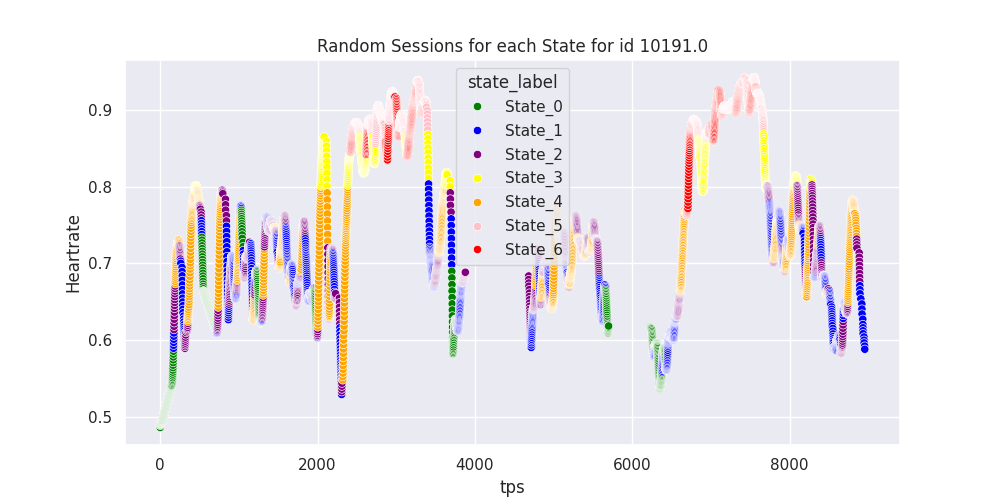 Random Sessions for each State for id 10191.0
state_label
State_0
State_1
State_2
State_3
State_4
State_5
State_6
Heartrate
0.9
0.8
0.7
0.6
0.5
0 2000 4000 6000 8000
tps